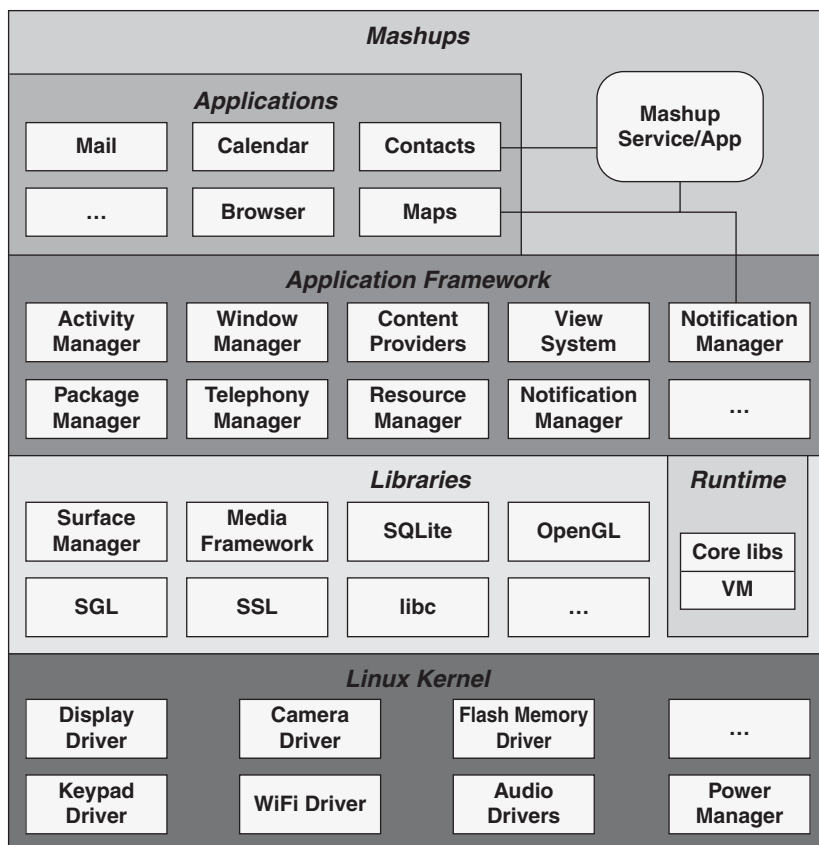 Mashups
Applications
Mashup
Service/App
Mail
Calendar
Contacts
...
Browser
Maps
Application Framework
Activity
Manager
Window
Manager
Content
Providers
View
System
Notification
Manager
Package
Manager
Telephony
Manager
Resource
Manager
Notification
Manager
...
Libraries
Runtime
Surface
Manager
Media
Framework
SQLite
OpenGL
Core libs
VM
SGL
SSL
libc
...
Linux Kernel
Display
Driver
Camera
Driver
Flash Memory
Driver
...
Keypad
Driver
WiFi Driver
Audio
Drivers
Power
Manager